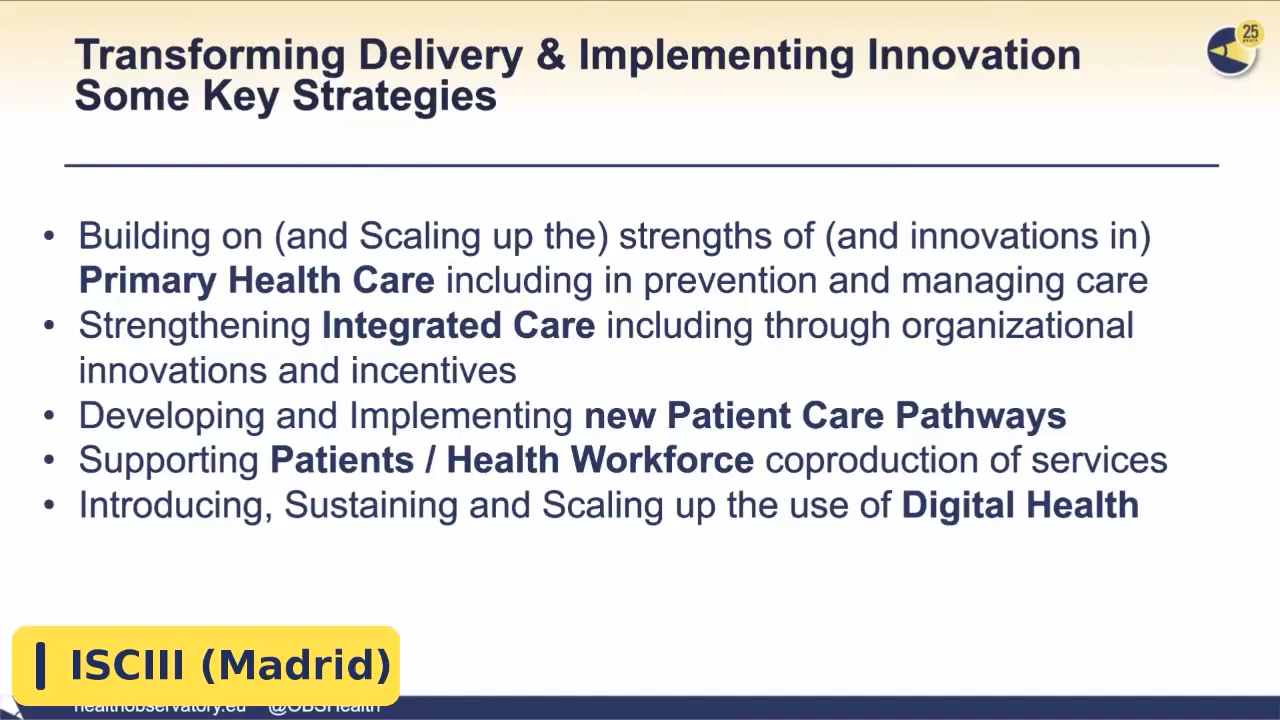 Transforming Delivery & Implementing Innovation
Some Key Strategies
25
• Building on (and Scaling up the) strengths of (and innovations in)
Primary Health Care including in prevention and managing care
• Strengthening Integrated Care including through organizational
innovations and incentives
• Developing and Implementing new Patient Care Pathways
• Supporting Patients / Health Workforce coproduction of services
• Introducing, Sustaining and Scaling up the use of Digital Health
ISCIII (Madrid)
healthobservatory.eu @OBSHealth